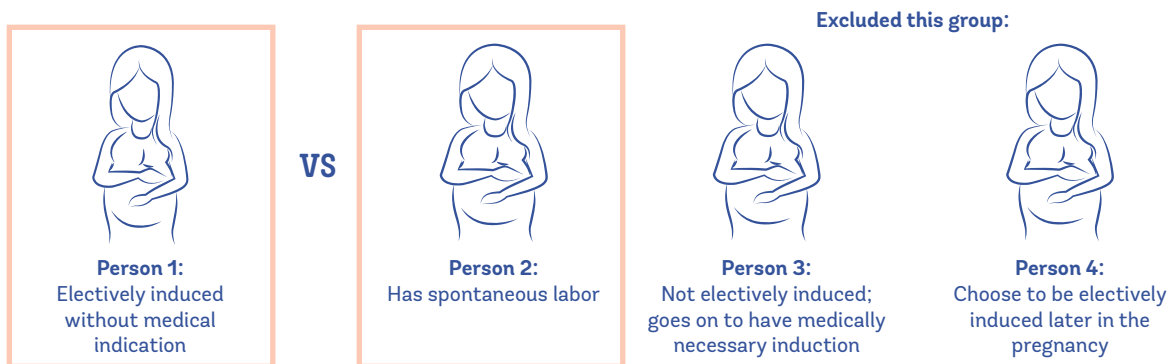 Excluded this group:
VS
Person 1:
Electively induced
without medical
indication
Person 2:
Has spontaneous labor
Person 3:
Not electively induced;
goes on to have medically
necessary induction
Person 4:
Choose to be electively
induced later in the
pregnancy